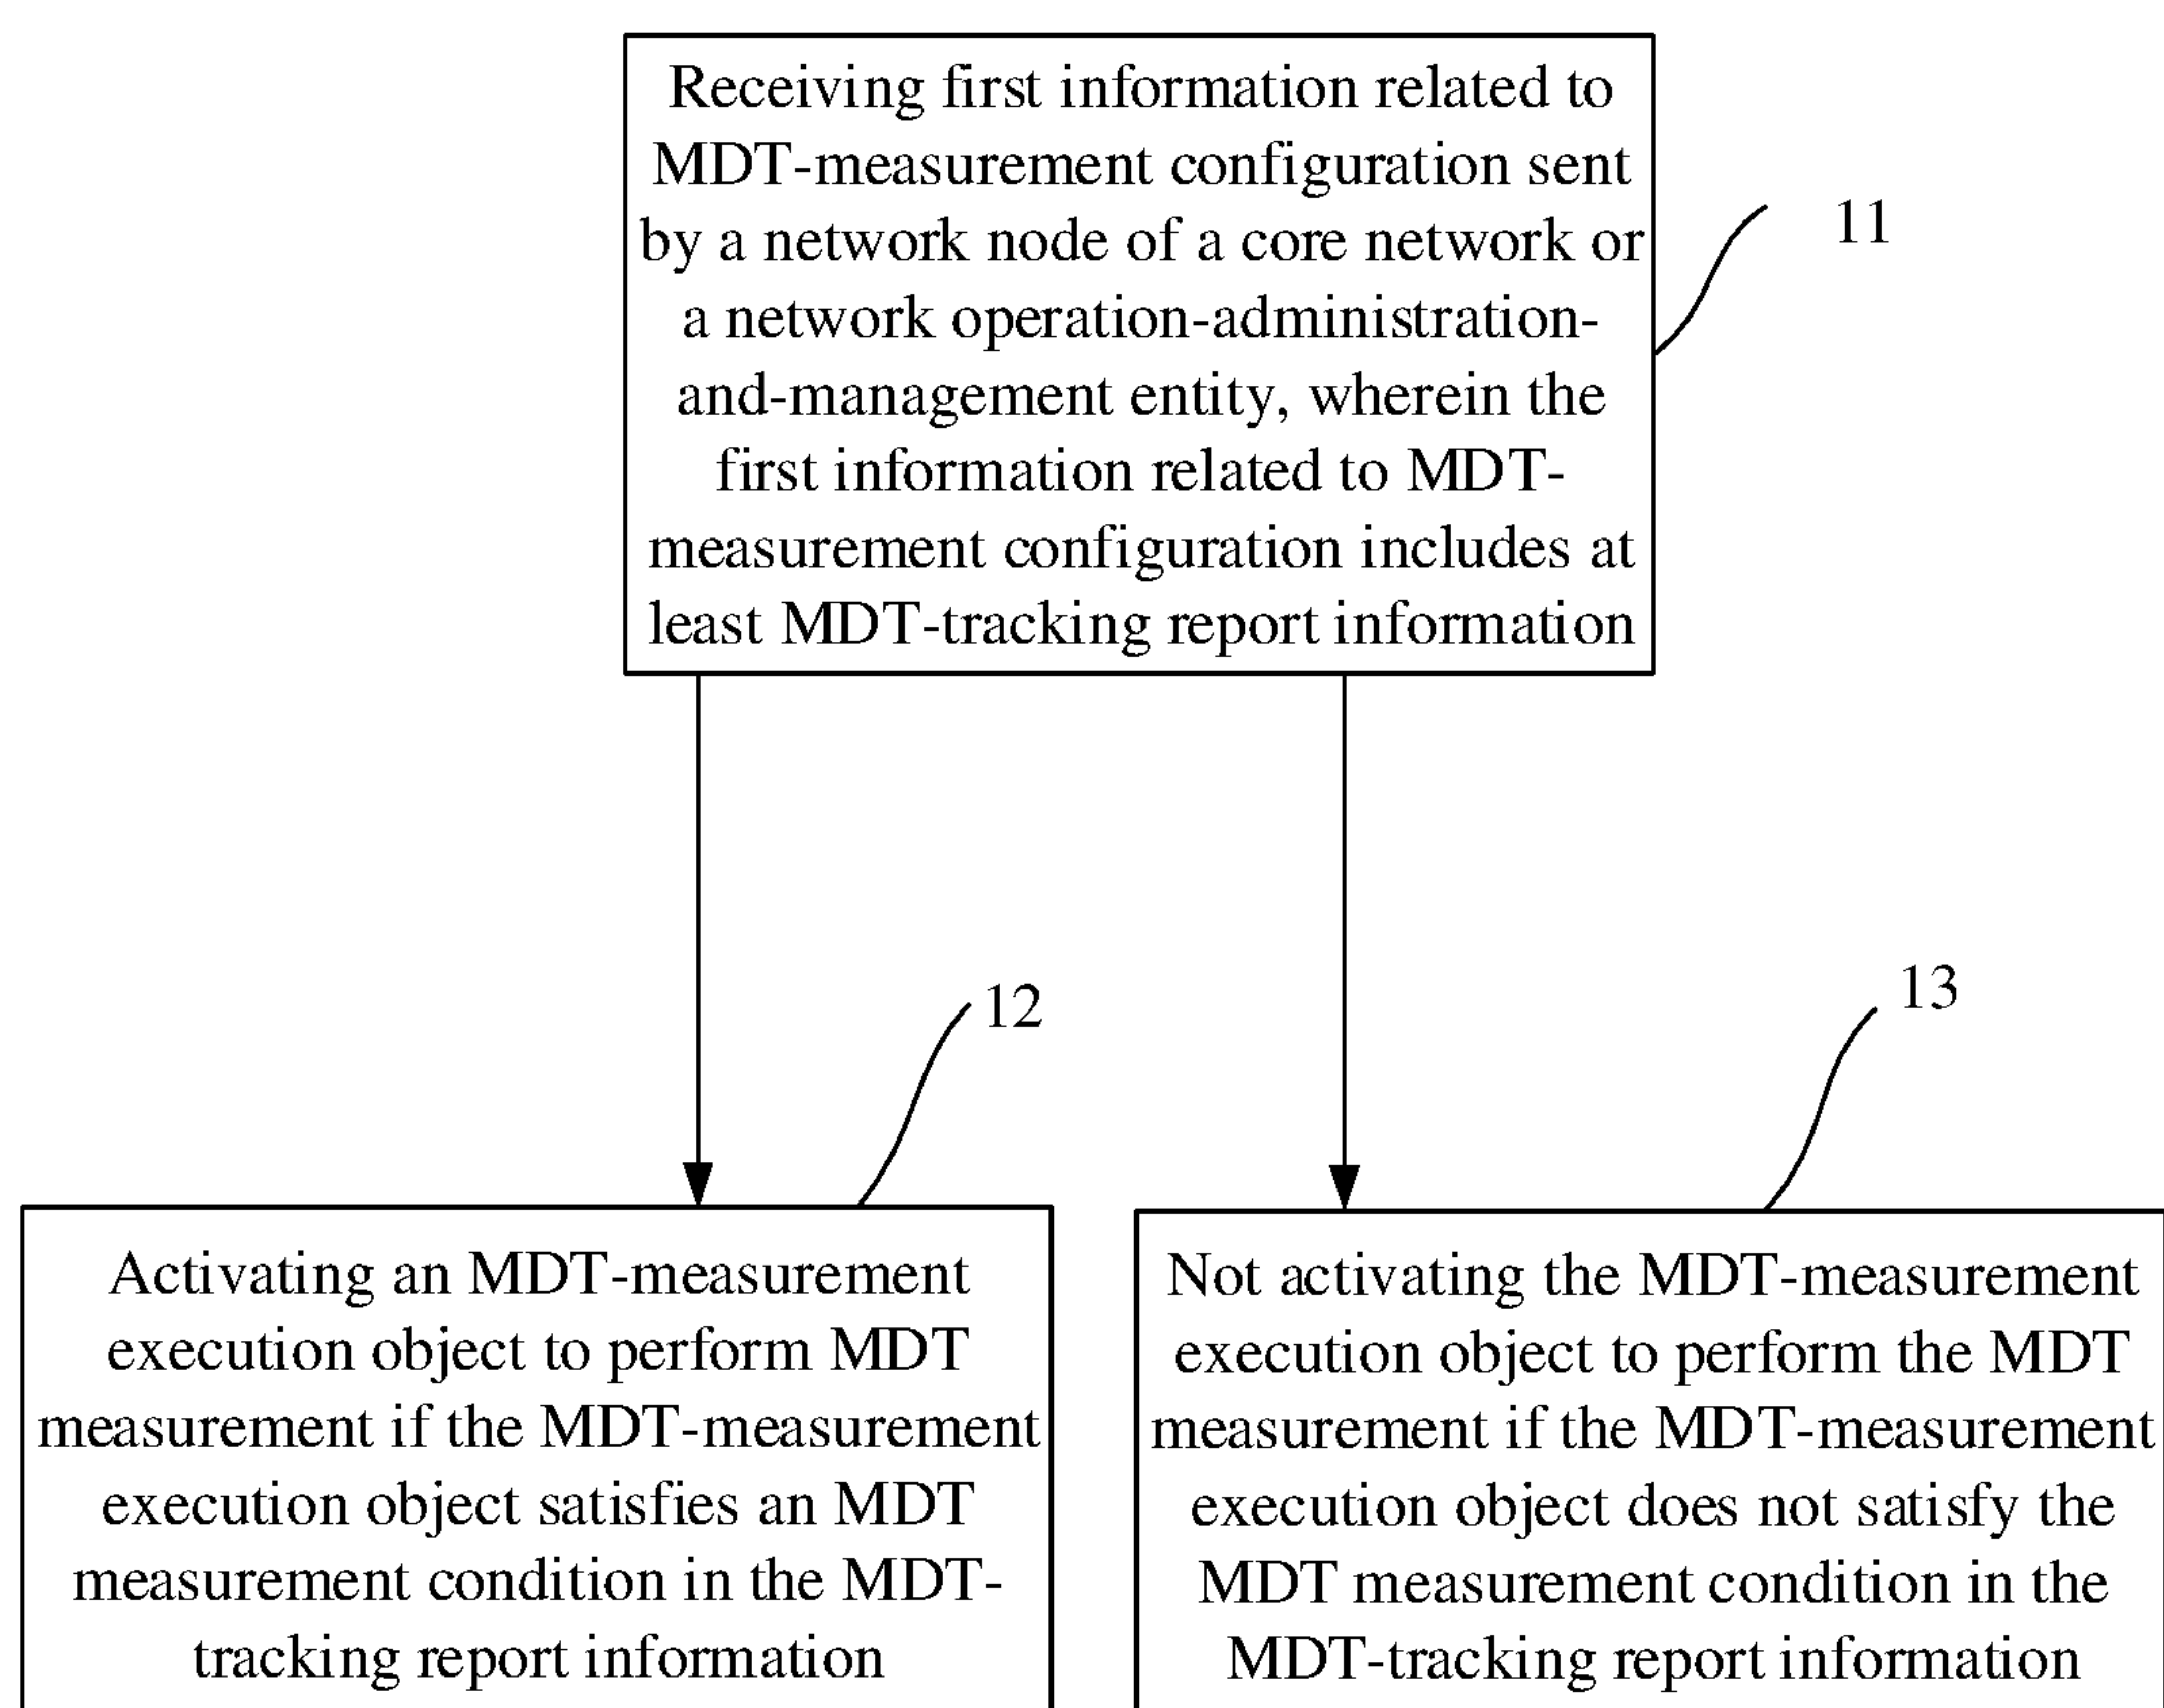 Receiving first information related to
MDT-measurement configuration sent
by a network node of a core network or
a network operation-administration-
and-management entity, wherein the
first information related to MDT-
measurement configuration includes at
least MDT-tracking report information
11
12
13
Activating an MDT-measurement
execution object to perform MDT
measurement if the MDT-measurement
execution object satisfies an MDT
measurement condition in the MDT-
tracking report information
Not activating the MDT-measurement
execution object to perform the MDT
measurement if the MDT-measurement
execution object does not satisfy the
MDT measurement condition in the
MDT-tracking report information